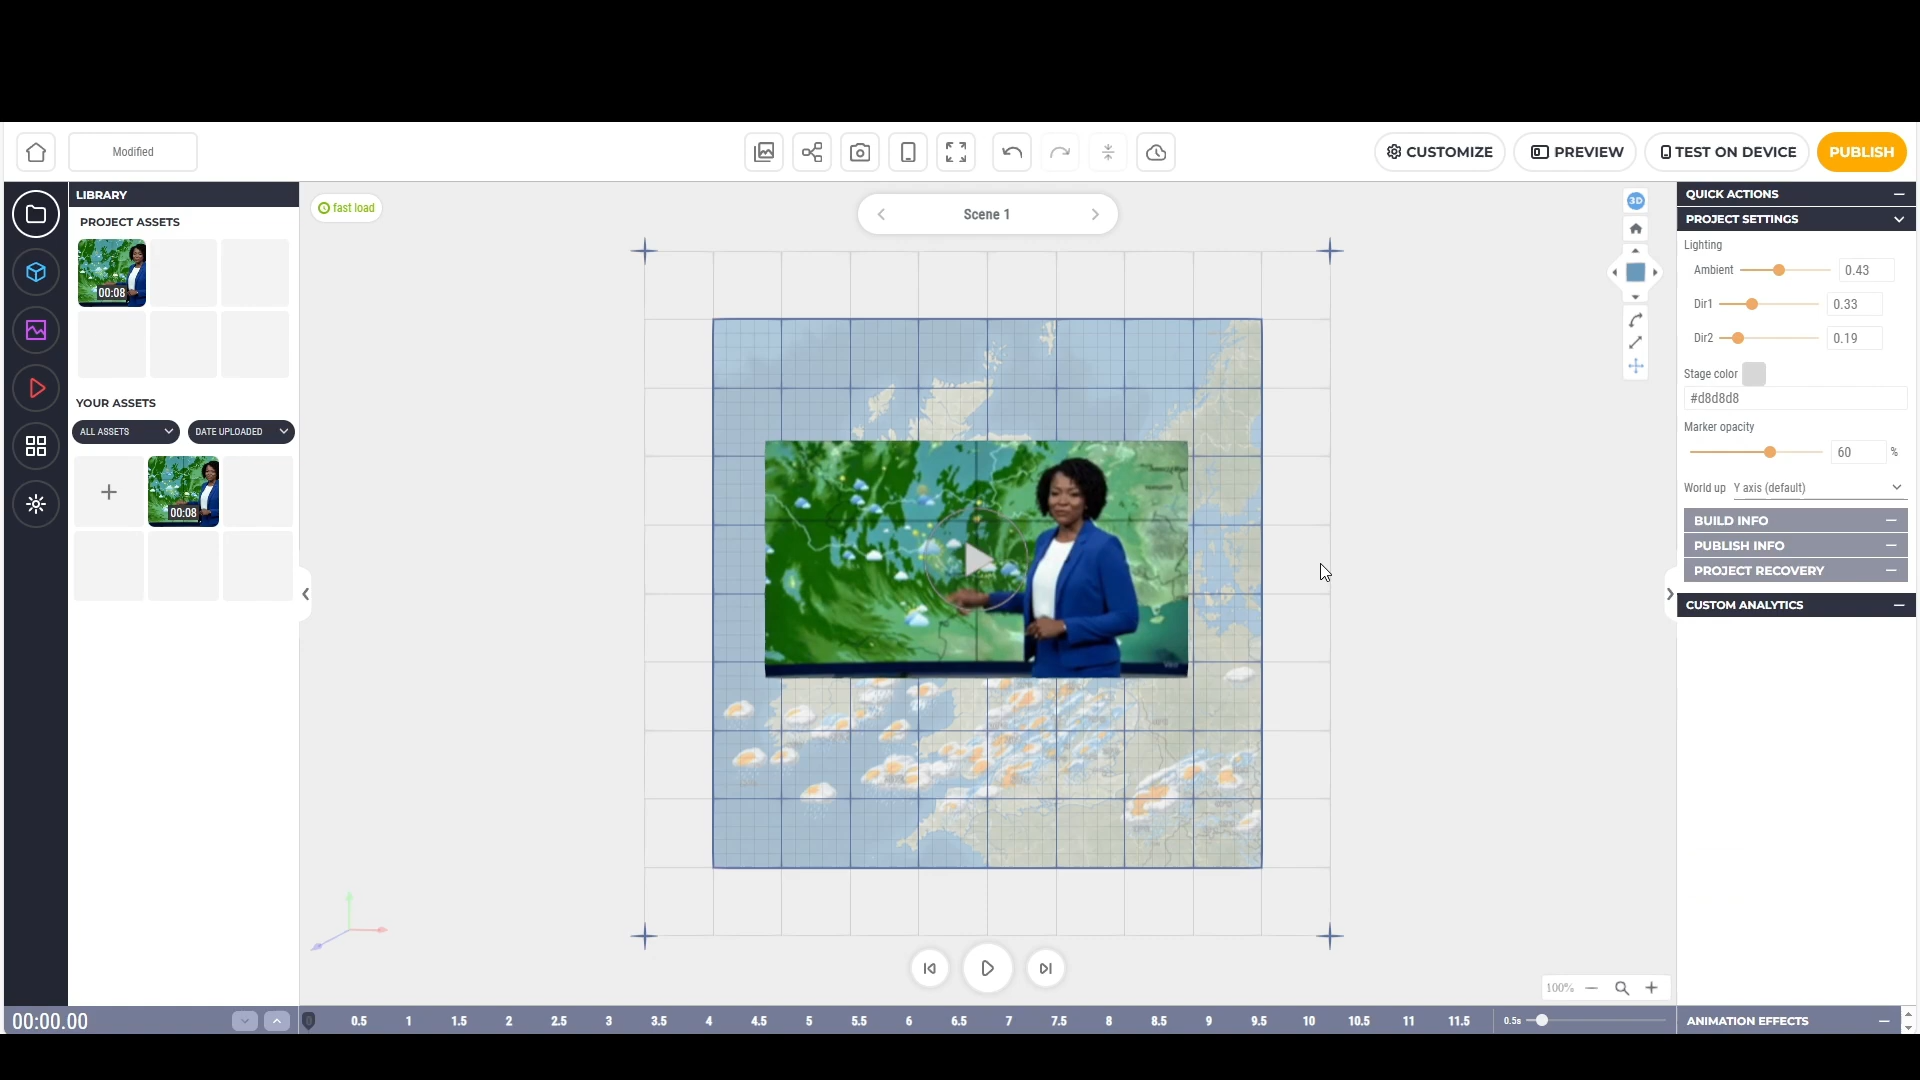 Modified
CUSTOMIZE
PREVIEW
TEST ON DEVICE
PUBLISH
LIBRARY
PROJECT ASSETS
00:08
YOUR ASSETS
ALL ASSETS
DATE UPLOADED
00:08
fast load
Scene 1
3D
QUICK ACTIONS
PROJECT SETTINGS
Lighting
Ambient 0.43
Dir1 0.33
Dir2 0.19
Stage color
#d8d8d8
Marker opacity
60 %
World up Y axis (default)
BUILD INFO
PUBLISH INFO
PROJECT RECOVERY
CUSTOM ANALYTICS
100%
00:00.00
0 0.5 1 1.5 2 2.5 3 3.5 4 4.5 5 5.5 6 6.5 7 7.5 8 8.5 9 9.5 10 10.5 11 11.5
0.5s
ANIMATION EFFECTS